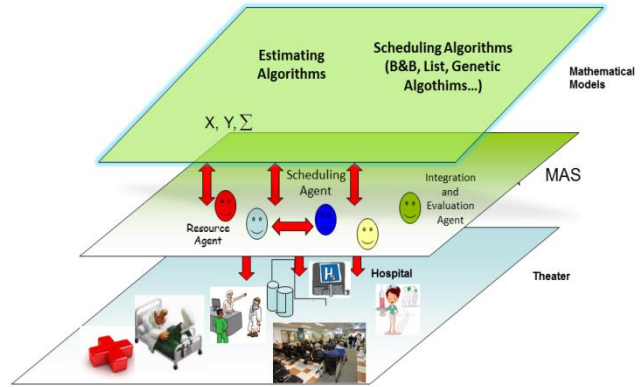 Estimating
Algorithms
Scheduling Algorithms
(B&B, List, Genetic
Algothims...)
Mathematical
Models
X, Y, ∑
Scheduling
Agent
Integration
and
Evaluation
Agent
MAS
Resource
Agent
H
Hospital
Theater